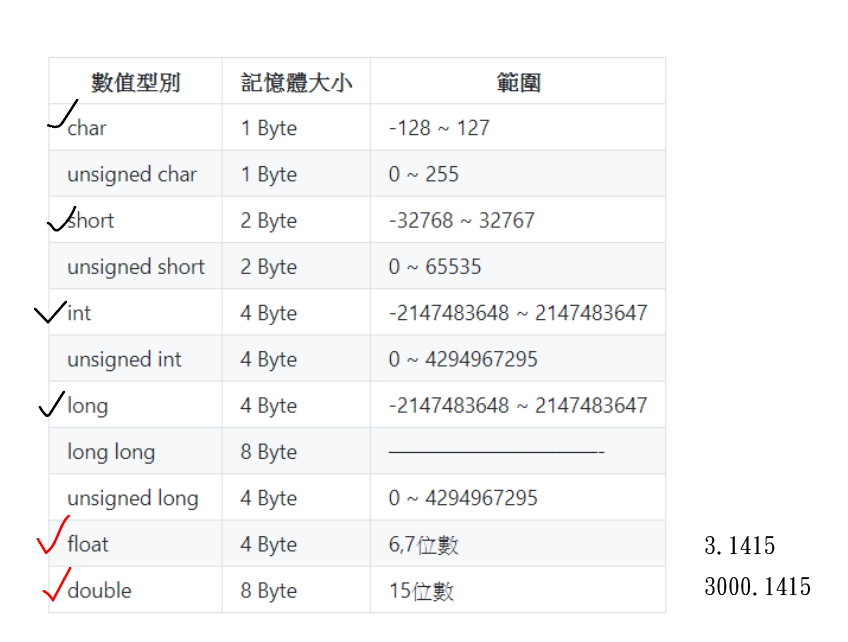 數值型別 記憶體大小 範圍
char 1 Byte -128 ~ 127
unsigned char 1 Byte 0 ~ 255
short 2 Byte -32768 ~ 32767
unsigned short 2 Byte 0 ~ 65535
int 4 Byte -2147483648 ~ 2147483647
unsigned int 4 Byte 0 ~ 4294967295
long 4 Byte -2147483648 ~ 2147483647
long long 8 Byte ——————————-
unsigned long 4 Byte 0 ~ 4294967295
float 4 Byte 6,7位數 3.1415
double 8 Byte 15位數 3000.1415